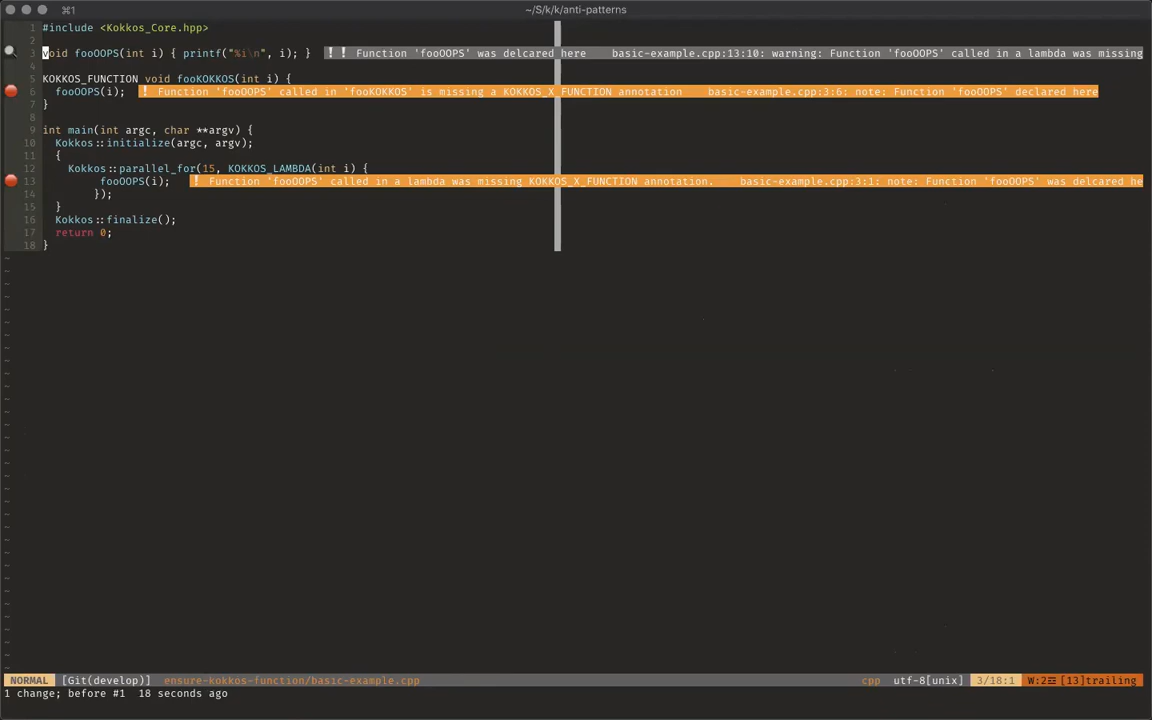 ⌘1 ~/S/k/k/anti-patterns
1 #include <Kokkos_Core.hpp>
2
3 void fooOOPS(int i) { printf("%i\n", i); } ! ! Function 'fooOOPS' was delcared here basic-example.cpp:13:10: warning: Function 'fooOOPS' called in a lambda was missing
4
5 KOKKOS_FUNCTION void fooKOKKOS(int i) {
6 fooOOPS(i); ! Function 'fooOOPS' called in 'fooKOKKOS' is missing a KOKKOS_X_FUNCTION annotation basic-example.cpp:3:6: note: Function 'fooOOPS' declared here
7 }
8
9 int main(int argc, char **argv) {
10 Kokkos::initialize(argc, argv);
11 {
12 Kokkos::parallel_for(15, KOKKOS_LAMBDA(int i) {
13 fooOOPS(i); ! Function 'fooOOPS' called in a lambda was missing KOKKOS_X_FUNCTION annotation. basic-example.cpp:3:1: note: Function 'fooOOPS' was delcared he
14 });
15 }
16 Kokkos::finalize();
17 return 0;
18 }
NORMAL [Git(develop)] ensure-kokkos-function/basic-example.cpp cpp utf-8[unix] 3/18:1 W:2☲ [13]trailing
1 change; before #1 18 seconds ago